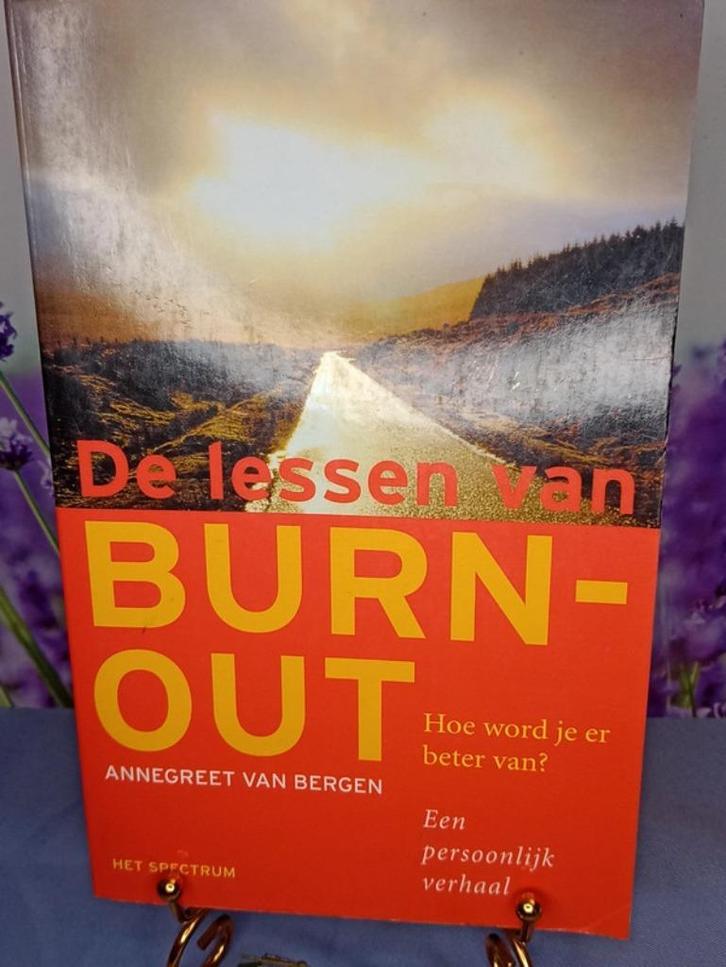 De lessen van
BURN-
OUT
Hoe word je er
beter van?
ANNEGREET VAN BERGEN
Een
persoonlijk
verhaal
HET SPECTRUM